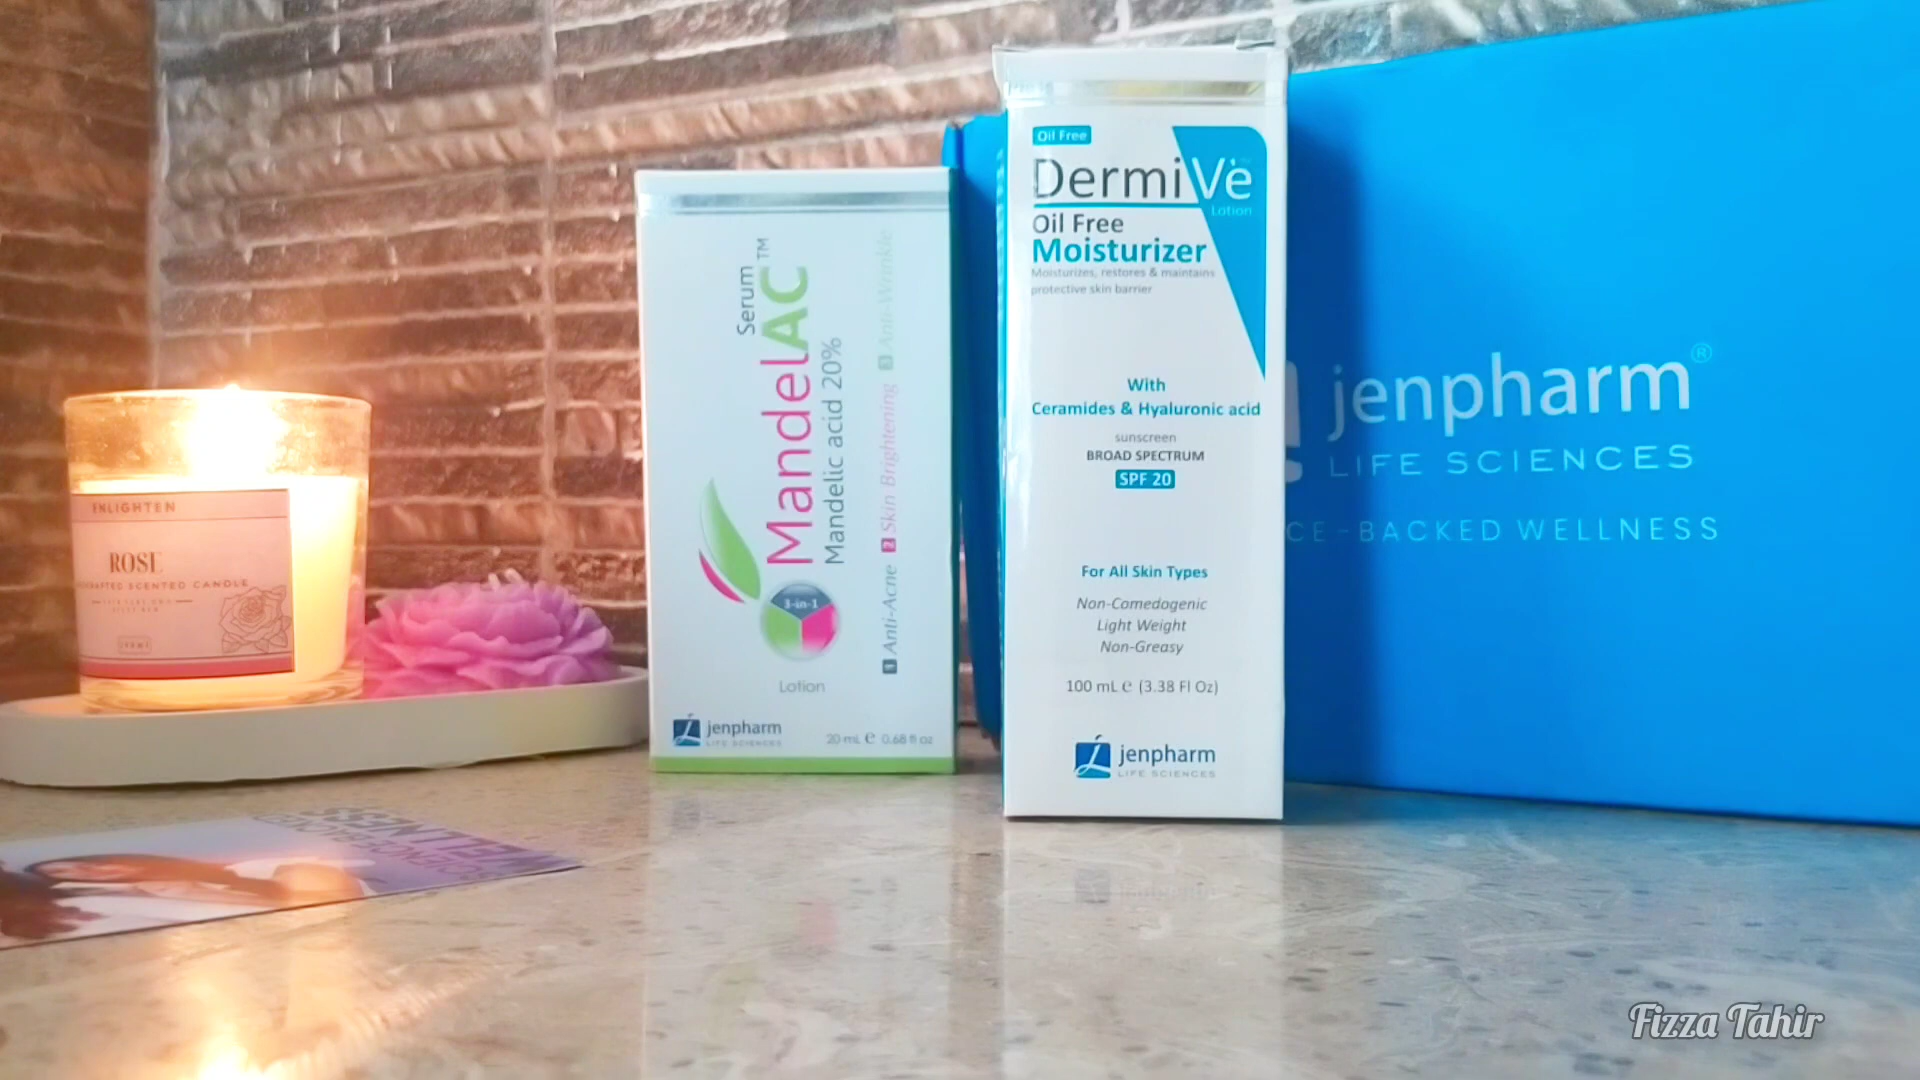 ENLIGHTEN
ROSE
SCENTED CANDLE
Serum
MandelAC™
Mandelic acid 20%
1 Anti-Acne 2 Skin Brightening 3 Anti-Wrinkle
3-in-1
Lotion
jenpharm
LIFE SCIENCES
20 mL e 0.68 fl oz
Oil Free
DermiVé
Lotion
Oil Free
Moisturizer
Moisturizes, restores & maintains
protective skin barrier
With
Ceramides & Hyaluronic acid
sunscreen
BROAD SPECTRUM
SPF 20
For All Skin Types
Non-Comedogenic
Light Weight
Non-Greasy
100 mL e (3.38 Fl Oz)
jenpharm
LIFE SCIENCES
jenpharm®
LIFE SCIENCES
CE-BACKED WELLNESS
WELLNESS
Fizza Tahir